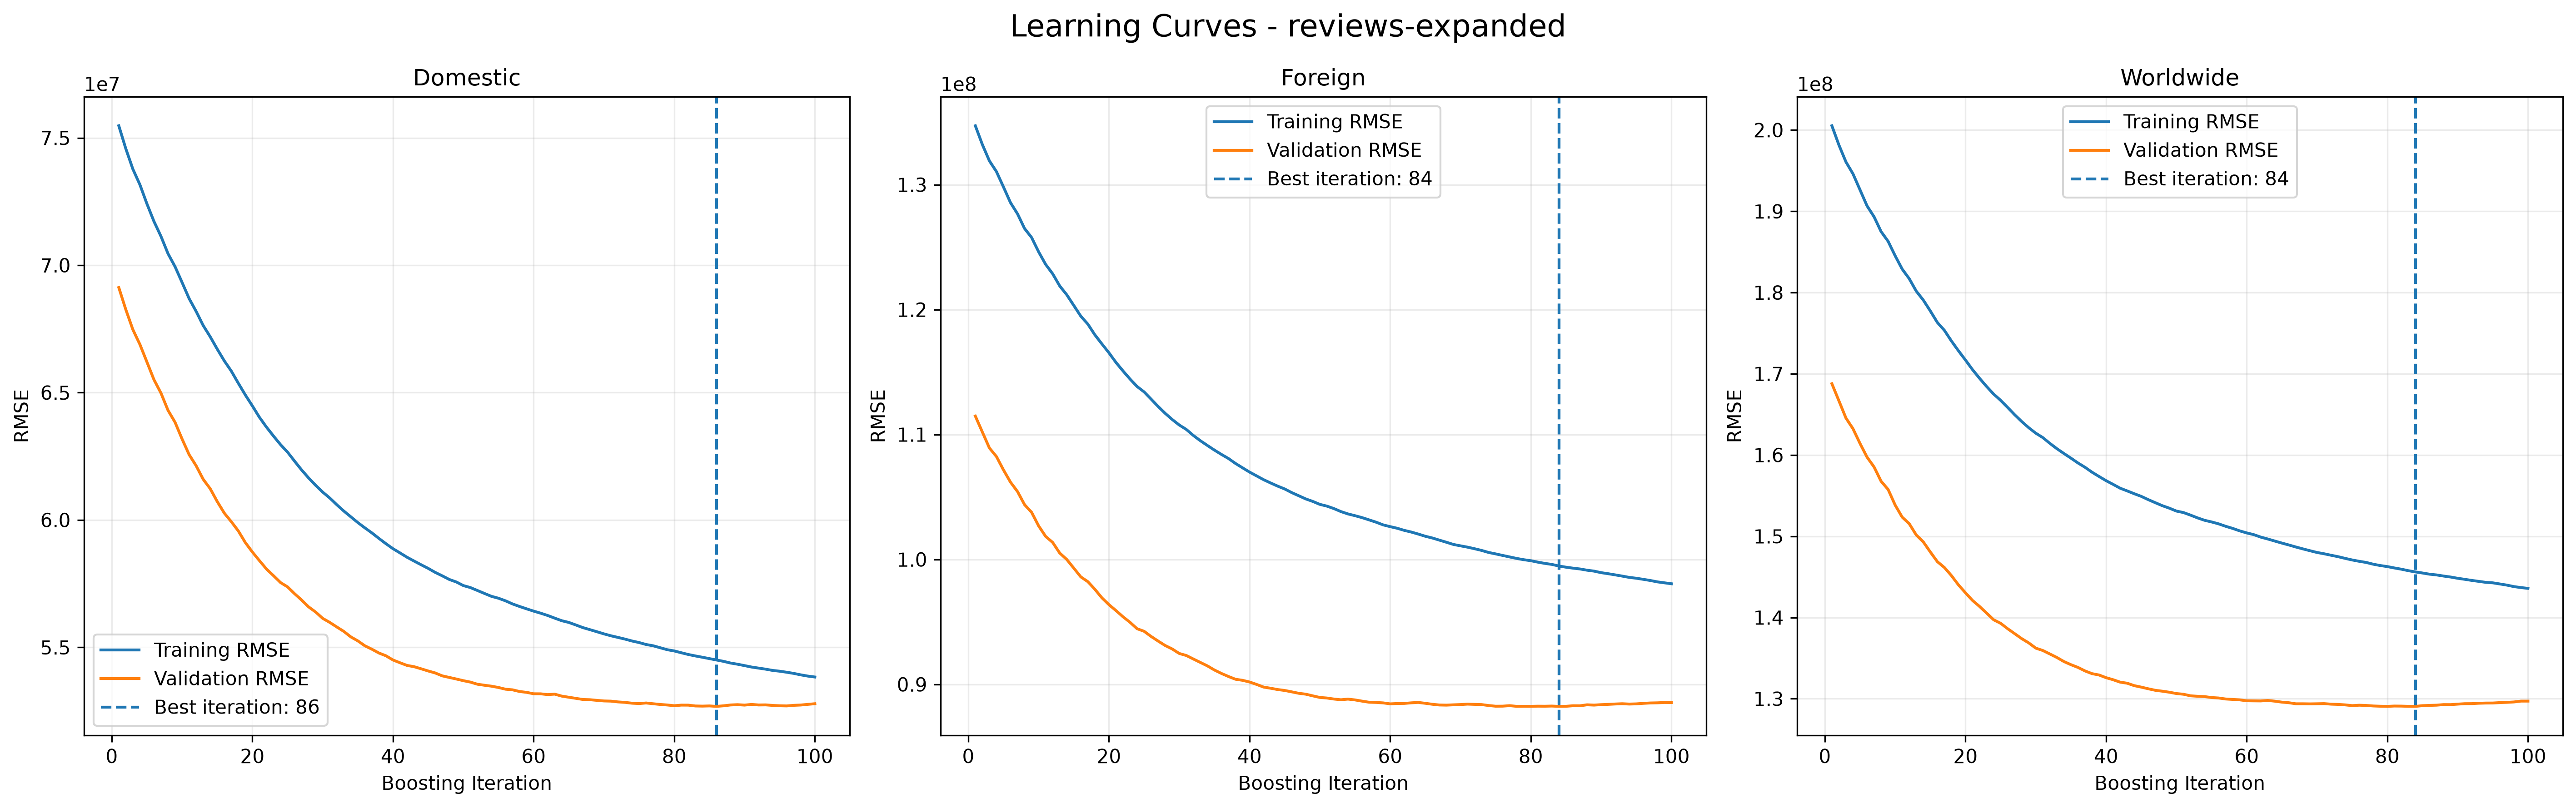 Learning Curves - reviews-expanded
Domestic
1e7
7.5
7.0
6.5
6.0
5.5
RMSE
Training RMSE
Validation RMSE
Best iteration: 86
0 20 40 60 80 100
Boosting Iteration
Foreign
1e8
1.3
1.2
1.1
1.0
0.9
RMSE
Training RMSE
Validation RMSE
Best iteration: 84
0 20 40 60 80 100
Boosting Iteration
Worldwide
1e8
2.0
1.9
1.8
1.7
1.6
1.5
1.4
1.3
RMSE
Training RMSE
Validation RMSE
Best iteration: 84
0 20 40 60 80 100
Boosting Iteration